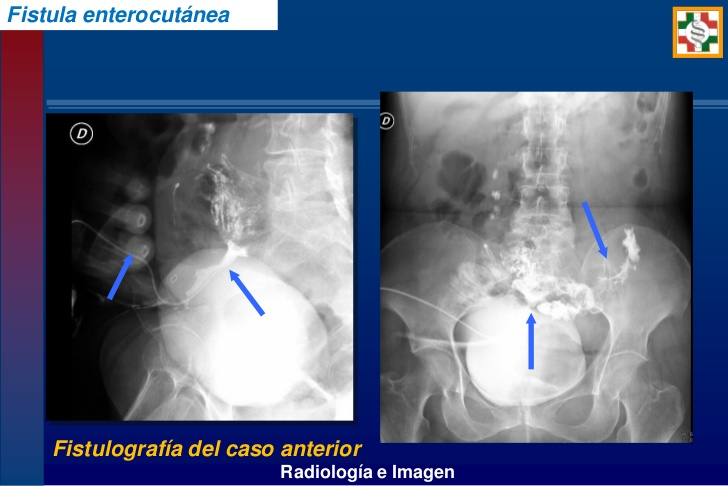 Fistula enterocutánea
D
D
Fistulografía del caso anterior
Radiología e Imagen